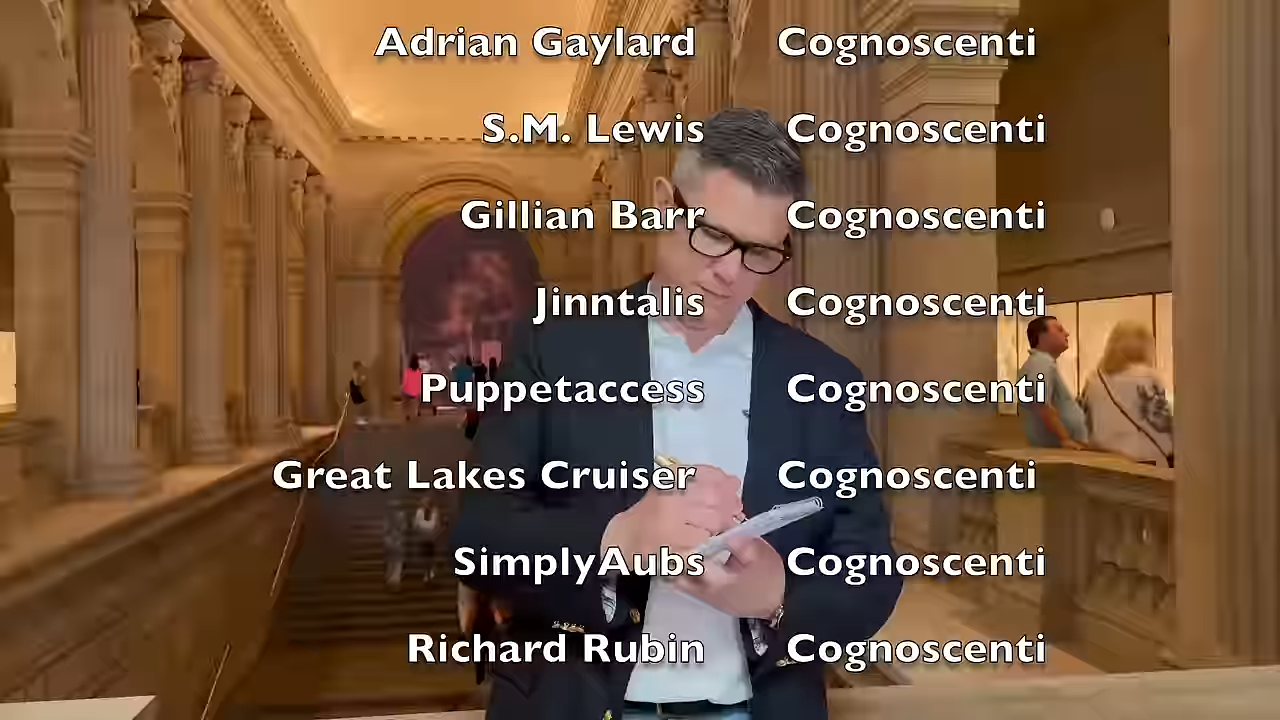 Adrian Gaylard Cognoscenti
S.M. Lewis Cognoscenti
Gillian Barr Cognoscenti
Jinntalis Cognoscenti
Puppetaccess Cognoscenti
Great Lakes Cruiser Cognoscenti
SimplyAubs Cognoscenti
Richard Rubin Cognoscenti